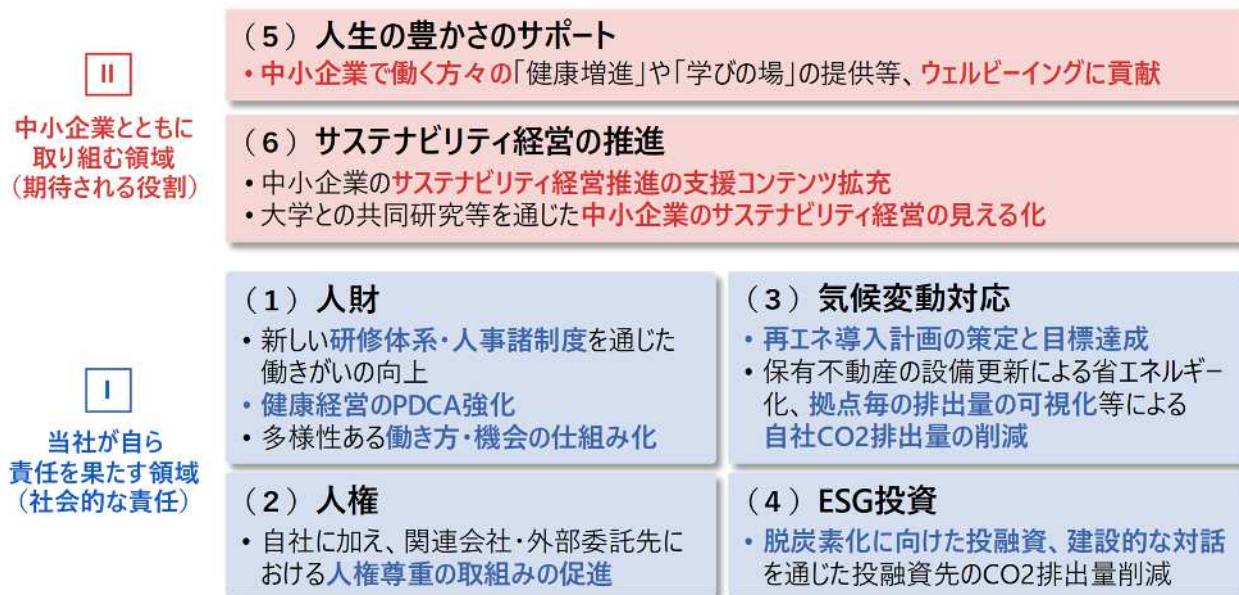 II
中小企業とともに
取り組む領域
（期待される役割）
（5）人生の豊かさのサポート
・中小企業で働く方々の「健康増進」や「学びの場」の提供等、ウェルビーイングに貢献
（6）サステナビリティ経営の推進
・中小企業のサステナビリティ経営推進の支援コンテンツ拡充
・大学との共同研究等を通じた中小企業のサステナビリティ経営の見える化
I
当社が自ら
責任を果たす領域
（社会的な責任）
（1）人財
・新しい研修体系・人事諸制度を通じた
働きがいの向上
・健康経営のPDCA強化
・多様性ある働き方・機会の仕組み化
（2）人権
・自社に加え、関連会社・外部委託先に
おける人権尊重の取組みの促進
（3）気候変動対応
・再エネ導入計画の策定と目標達成
・保有不動産の設備更新による省エネルギー
化、拠点毎の排出量の可視化等による
自社CO2排出量の削減
（4）ESG投資
・脱炭素化に向けた投融資、建設的な対話
を通じた投融資先のCO2排出量削減